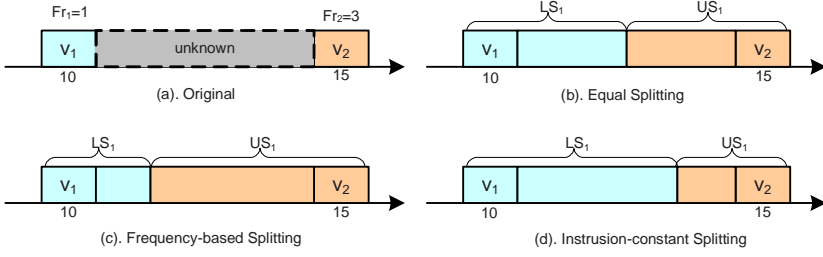 Fr1=1
Fr2=3
V1
unknown
V2
10
15
(a). Original
LS1
US1
V1
V2
10
15
(b). Equal Splitting
LS1
US1
V1
V2
10
15
(c). Frequency-based Splitting
LS1
US1
V1
V2
10
15
(d). Instrusion-constant Splitting